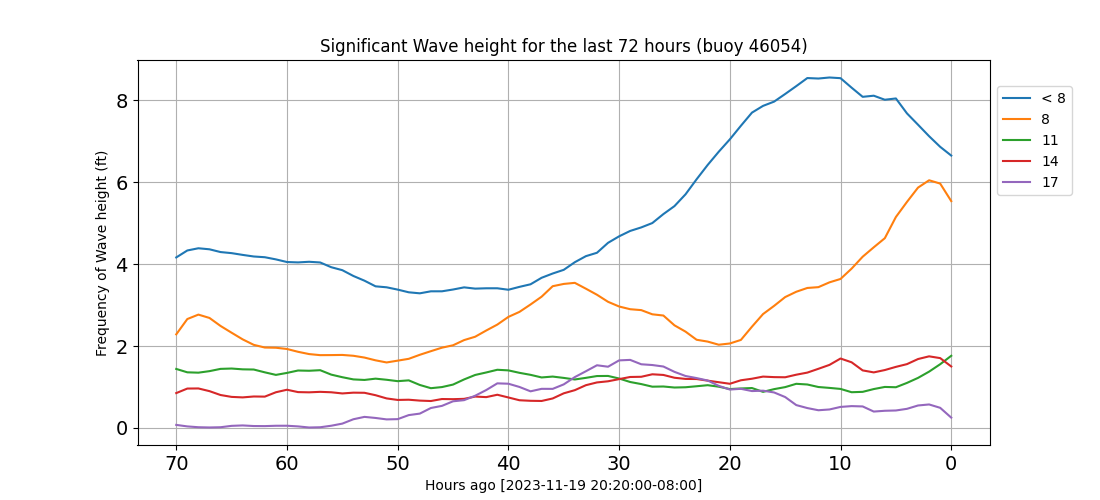 Significant Wave height for the last 72 hours (buoy 46054)
Frequency of Wave height (ft)
8
6
4
2
0
70 60 50 40 30 20 10 0
Hours ago [2023-11-19 20:20:00-08:00]
< 8
8
11
14
17